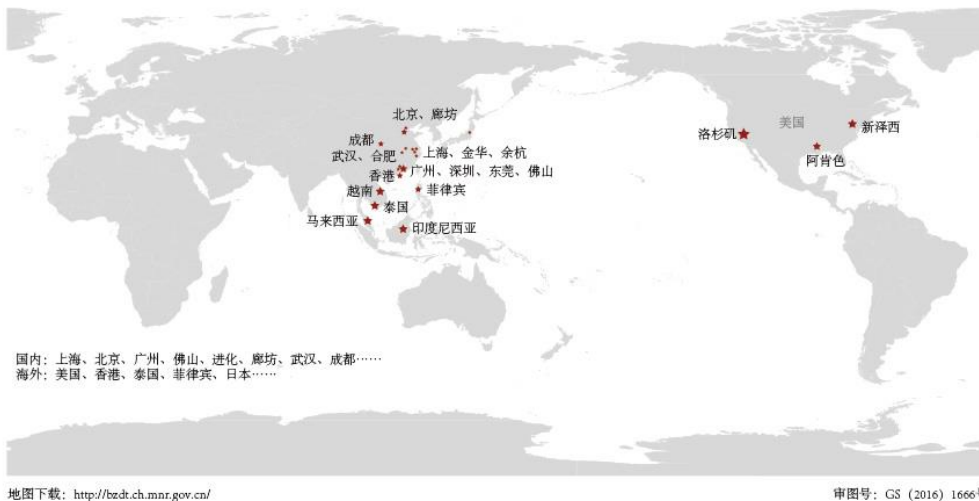 北京、廊坊
成都
武汉、合肥
上海、金华、余杭
广州、深圳、东莞、佛山
香港
越南
菲律宾
泰国
马来西亚
印度尼西亚
美国
洛杉矶
新泽西
阿肯色
国内：上海、北京、广州、佛山、进化、廊坊、武汉、成都……
海外：美国、香港、泰国、菲律宾、日本……
地图下载：http://bzdt.ch.mnr.gov.cn/
审图号：GS（2016）1666